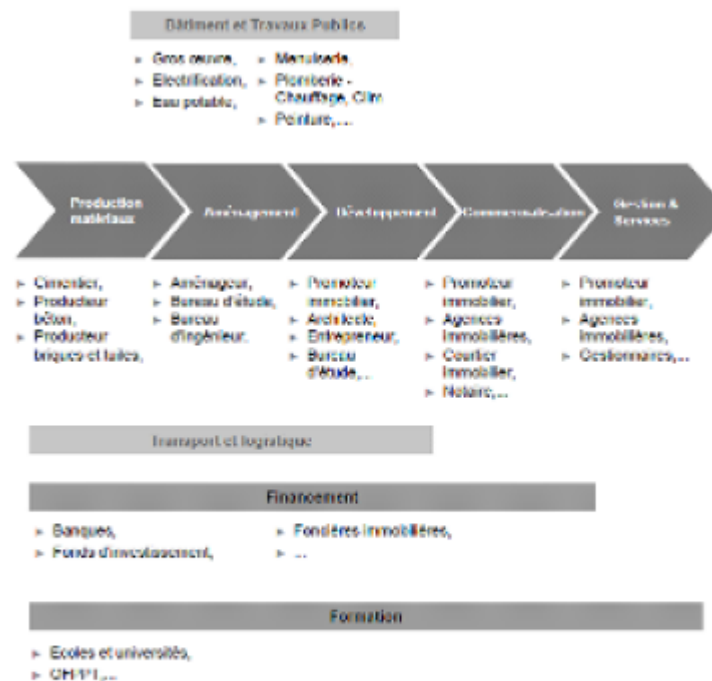 Bâtiment et Travaux Publics
Gros œuvre,
Electrification,
Eau potable,
Menuiserie,
Plomberie -
Chauffage, Clim
Peinture,...
Production
matériaux
Aménagement
Développement
Commercialisation
Gestion &
Services
Cimentier,
Producteur
béton,
Producteur
briques et tuiles,
Aménageur,
Bureau d'étude,
Bureau
d'ingénieur.
Promoteur
immobilier,
Architecte,
Entrepreneur,
Bureau
d'étude,...
Promoteur
immobilier,
Agences
Immobilières,
Courtier
Immobilier,
Notaire,...
Promoteur
immobilier,
Agences
Immobilières,
Gestionnaires,...
Transport et logistique
Financement
Banques,
Fonds d'investissement,
Foncières immobilières,
...
Formation
Ecoles et universités,
OFPPT,...